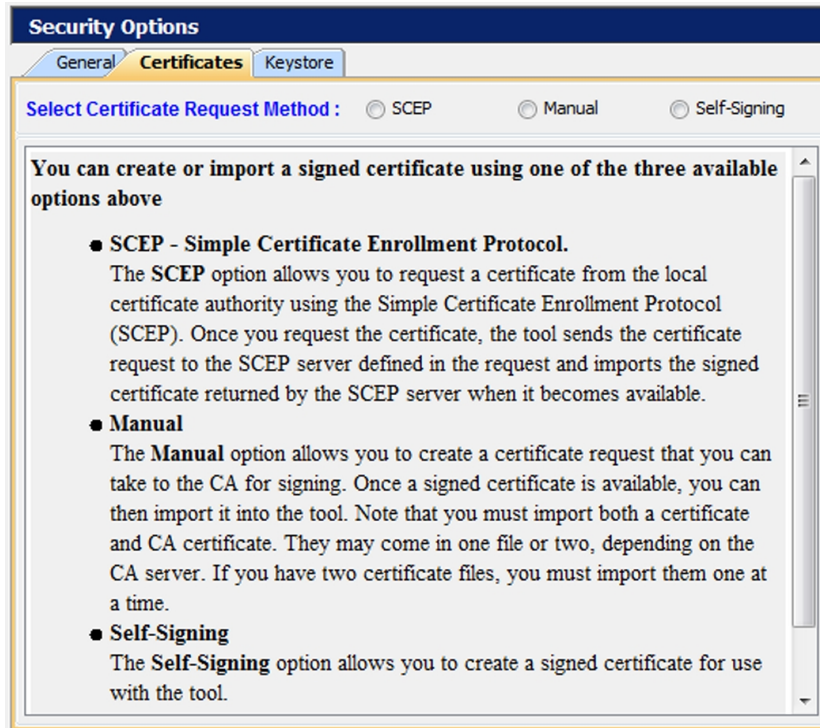 Security Options
General Certificates Keystore
Select Certificate Request Method : SCEP Manual Self-Signing
You can create or import a signed certificate using one of the three available
options above
SCEP - Simple Certificate Enrollment Protocol.
The SCEP option allows you to request a certificate from the local
certificate authority using the Simple Certificate Enrollment Protocol
(SCEP). Once you request the certificate, the tool sends the certificate
request to the SCEP server defined in the request and imports the signed
certificate returned by the SCEP server when it becomes available.
Manual
The Manual option allows you to create a certificate request that you can
take to the CA for signing. Once a signed certificate is available, you can
then import it into the tool. Note that you must import both a certificate
and CA certificate. They may come in one file or two, depending on the
CA server. If you have two certificate files, you must import them one at
a time.
Self-Signing
The Self-Signing option allows you to create a signed certificate for use
with the tool.